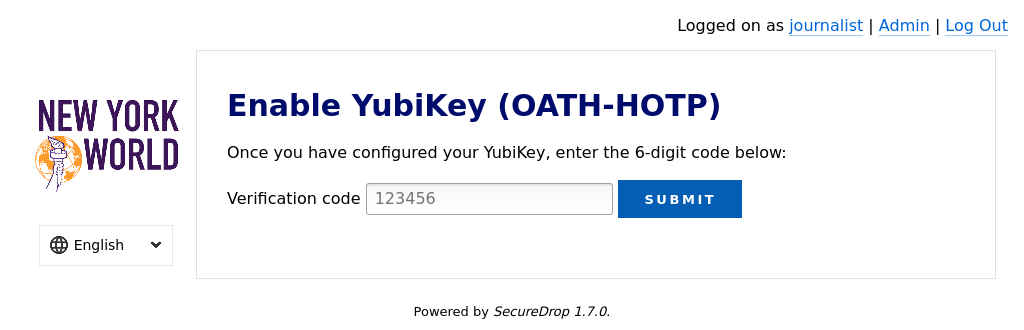 Logged on as journalist | Admin | Log Out
NEW YORK
WORLD
Enable YubiKey (OATH-HOTP)
Once you have configured your YubiKey, enter the 6-digit code below:
Verification code 123456 SUBMIT
English
Powered by SecureDrop 1.7.0.